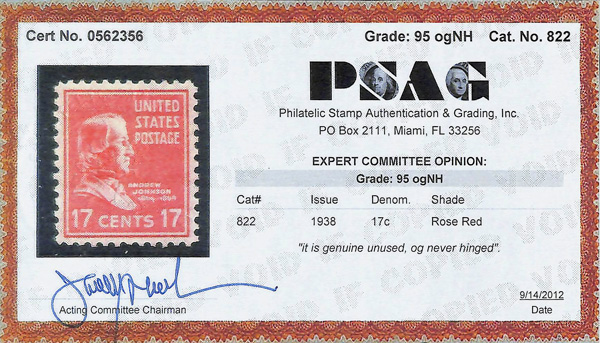 Cert No. 0562356
Grade: 95 ogNH Cat. No. 822
PSAG
Philatelic Stamp Authentication & Grading, Inc.
PO Box 2111, Miami, FL 33256
UNITED
STATES
POSTAGE
ANDREW
JOHNSON
17 CENTS 17
EXPERT COMMITTEE OPINION:
Grade: 95 ogNH
Cat# Issue Denom. Shade
822 1938 17c Rose Red
"it is genuine unused, og never hinged".
Acting Committee Chairman
9/14/2012
Date
VOID IF COPIED